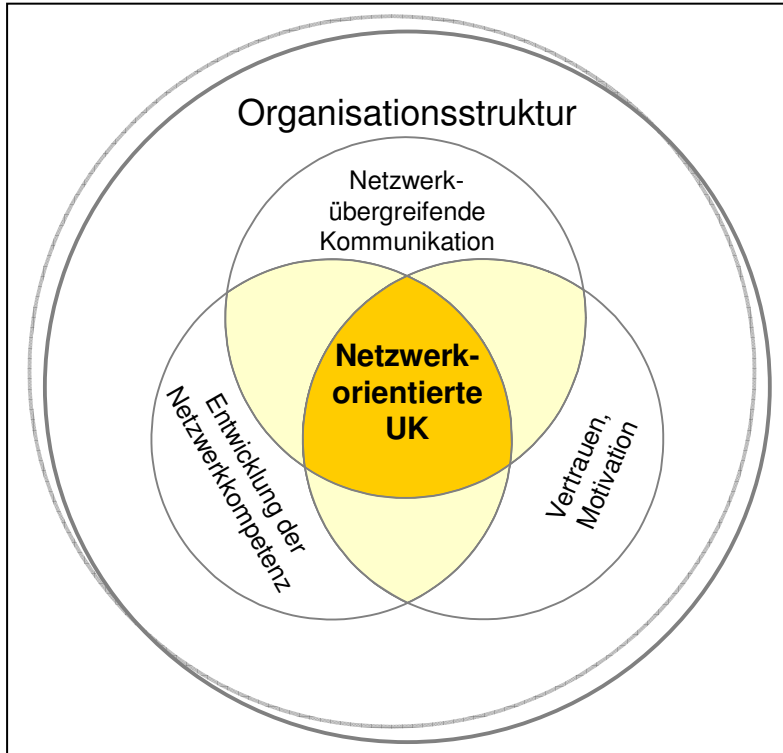 Organisationsstruktur
Netzwerk-
übergreifende
Kommunikation
Netzwerk-
orientierte
UK
Entwicklung der
Netzwerkkompetenz
Vertrauen,
Motivation